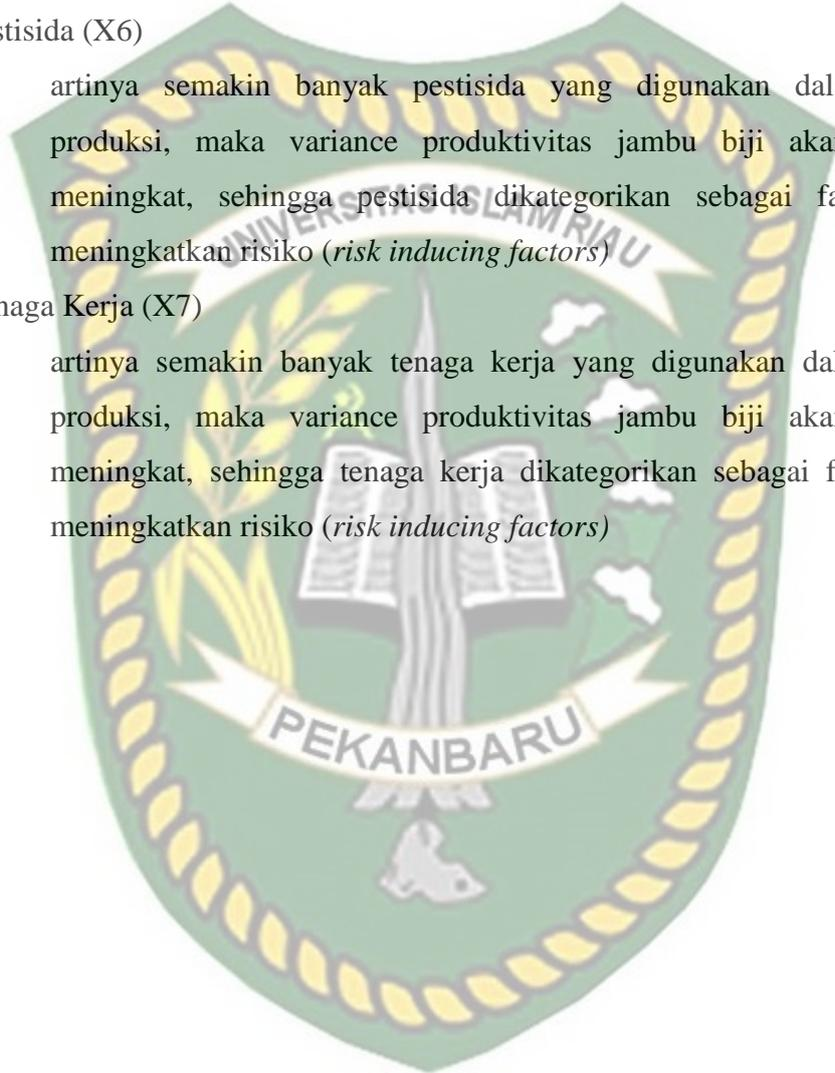 stisida (X6)
artinya semakin banyak pestisida yang digunakan dal
produksi, maka variance produktivitas jambu biji aka
meningkat, sehingga pestisida dikategorikan sebagai fa
UNIVERSITAS ISLAM RIAU
meningkatkan risiko (risk inducing factors)
naga Kerja (X7)
artinya semakin banyak tenaga kerja yang digunakan da
produksi, maka variance produktivitas jambu biji aka
meningkat, sehingga tenaga kerja dikategorikan sebagai f
meningkatkan risiko (risk inducing factors)
PEKANBARU